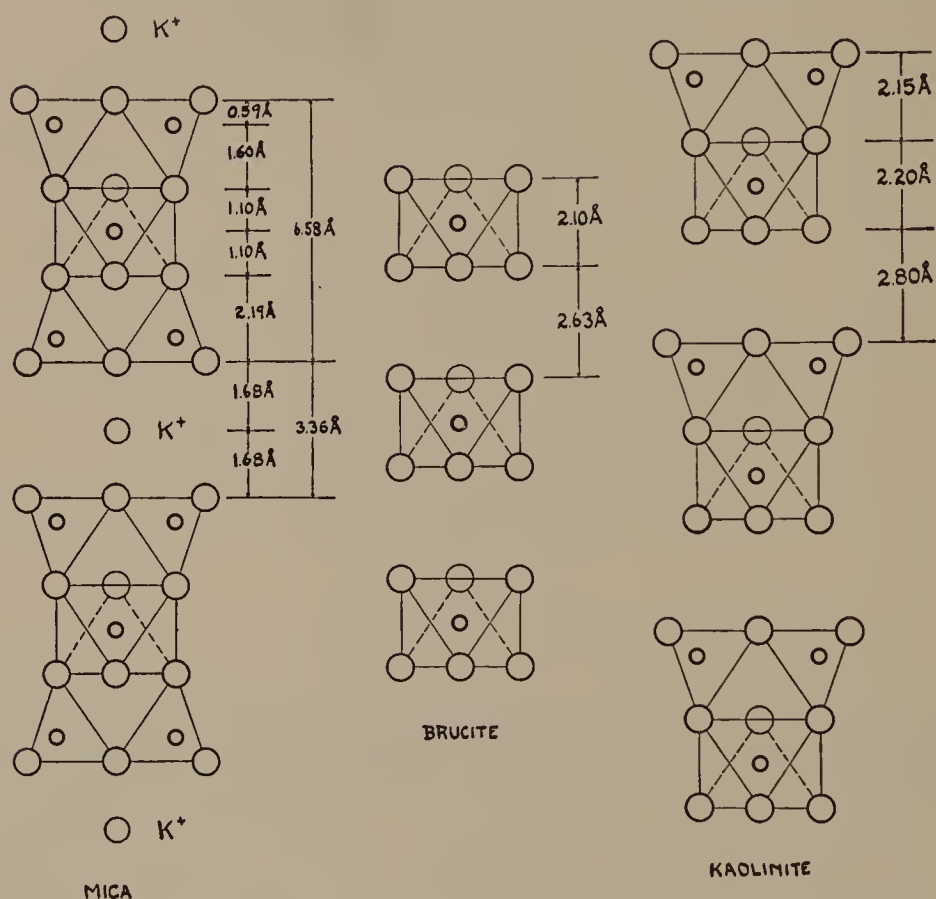 K+
0.59Å
1.60Å
1.10Å
1.10Å
6.58Å
2.19Å
1.68Å
K+
3.36Å
1.68Å
K+
MICA
2.10Å
2.63Å
BRUCITE
2.15Å
2.20Å
2.80Å
KAOLINITE